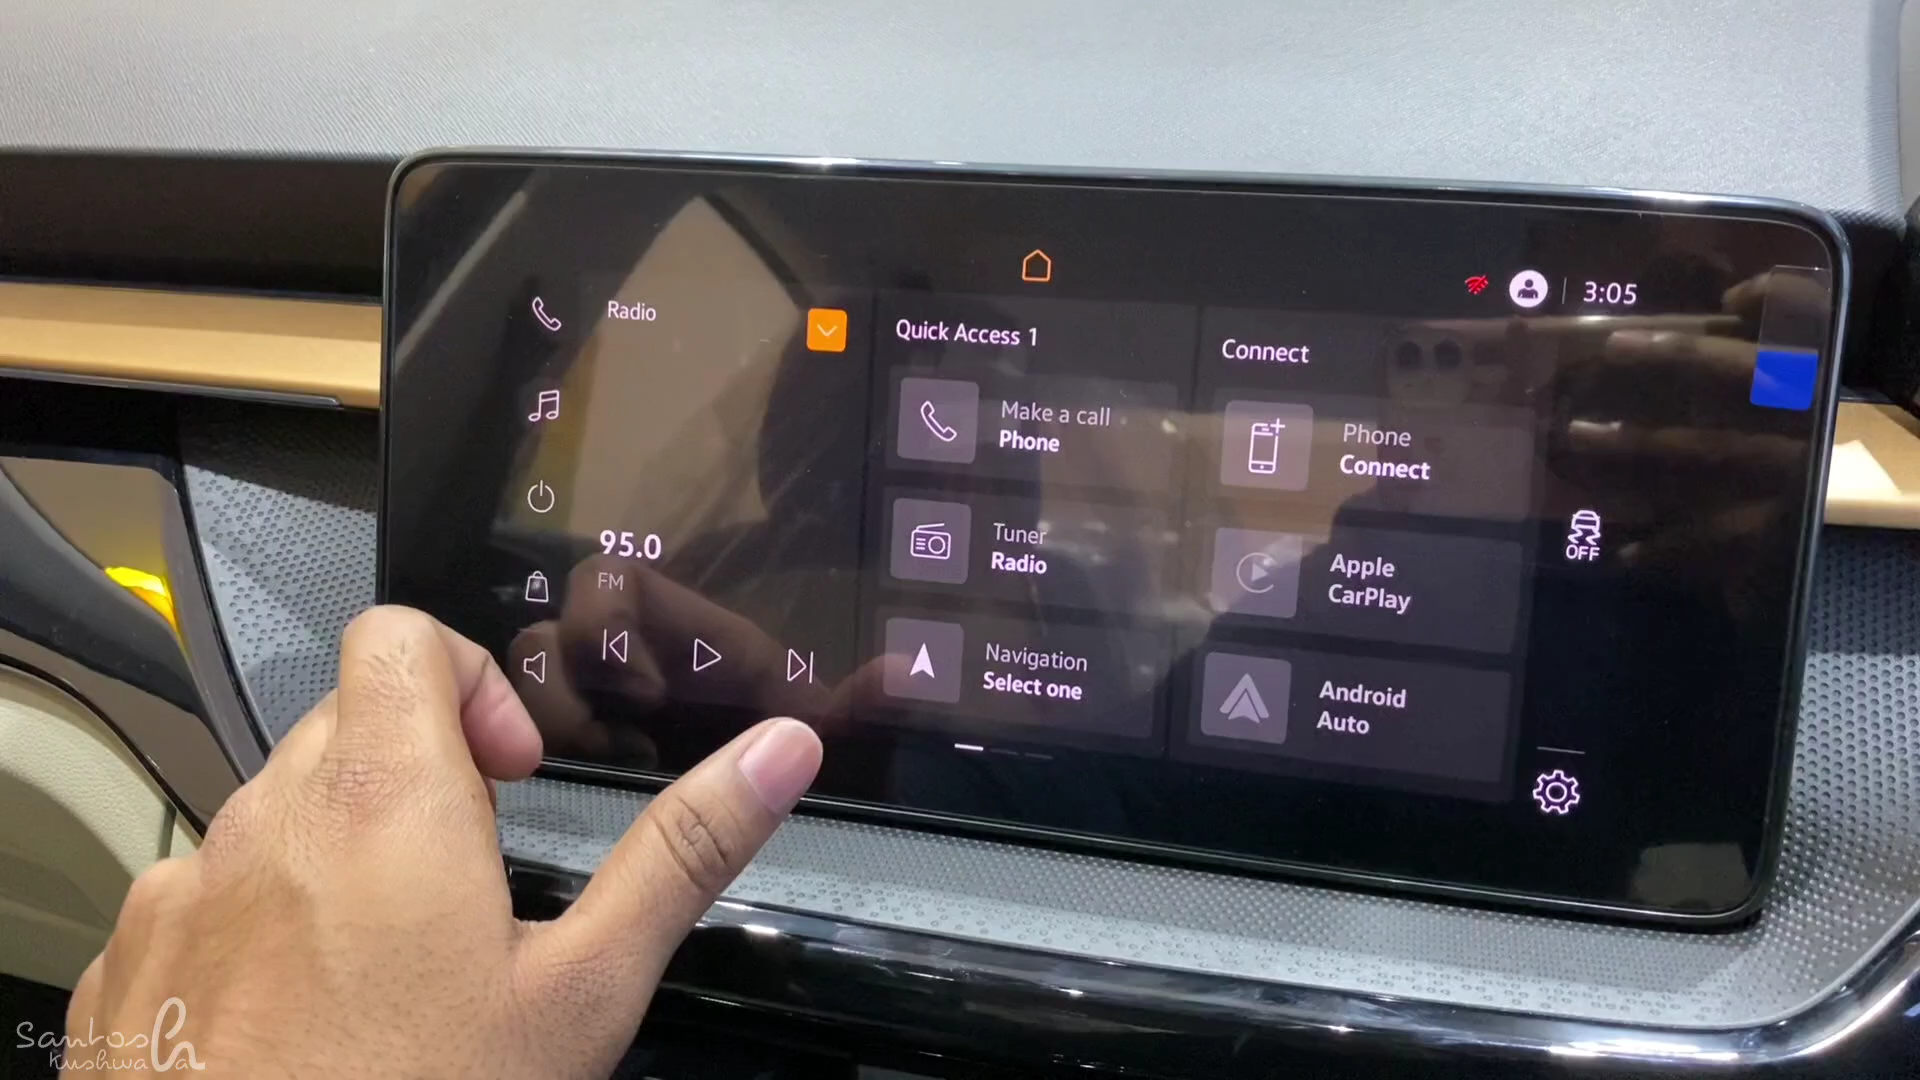 3:05
Radio
95.0
FM
Quick Access 1
Make a call
Phone
Tuner
Radio
Navigation
Select one
Connect
Phone
Connect
Apple
CarPlay
Android
Auto
OFF
Santosh
Kushwaha